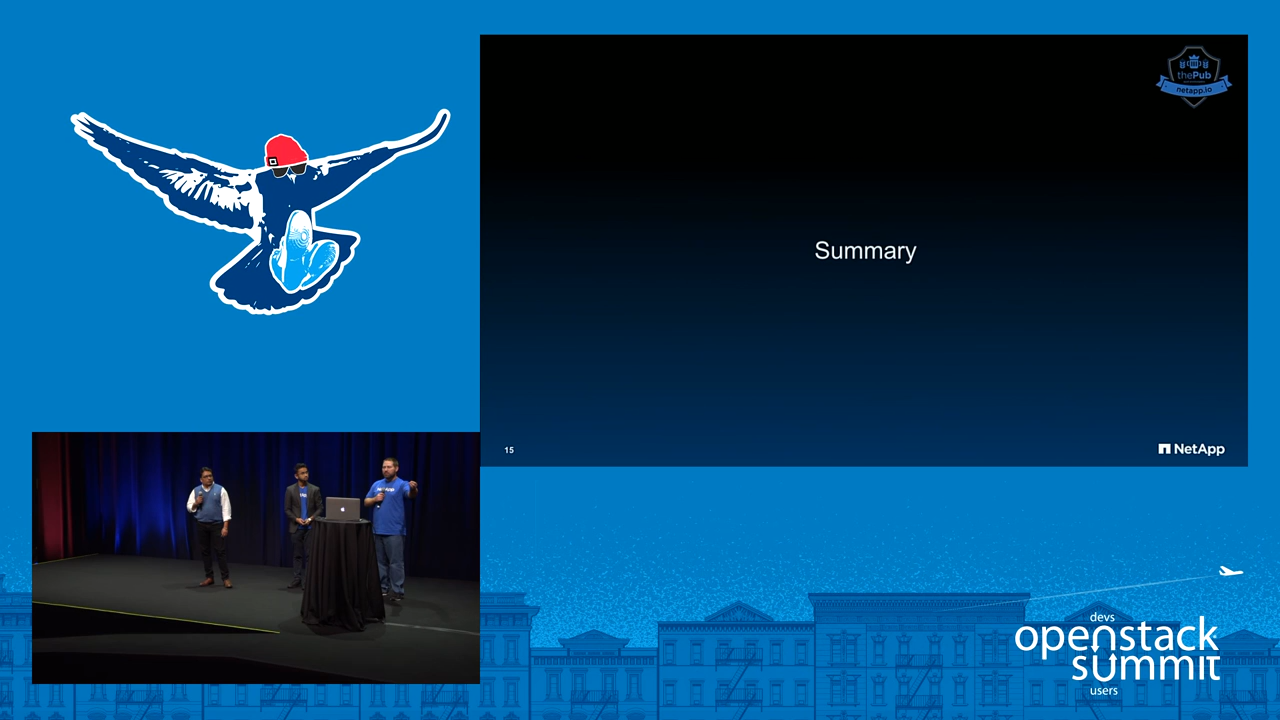 thePub
netapp.io
Summary
15
NetApp
devs
openstack
summit
users